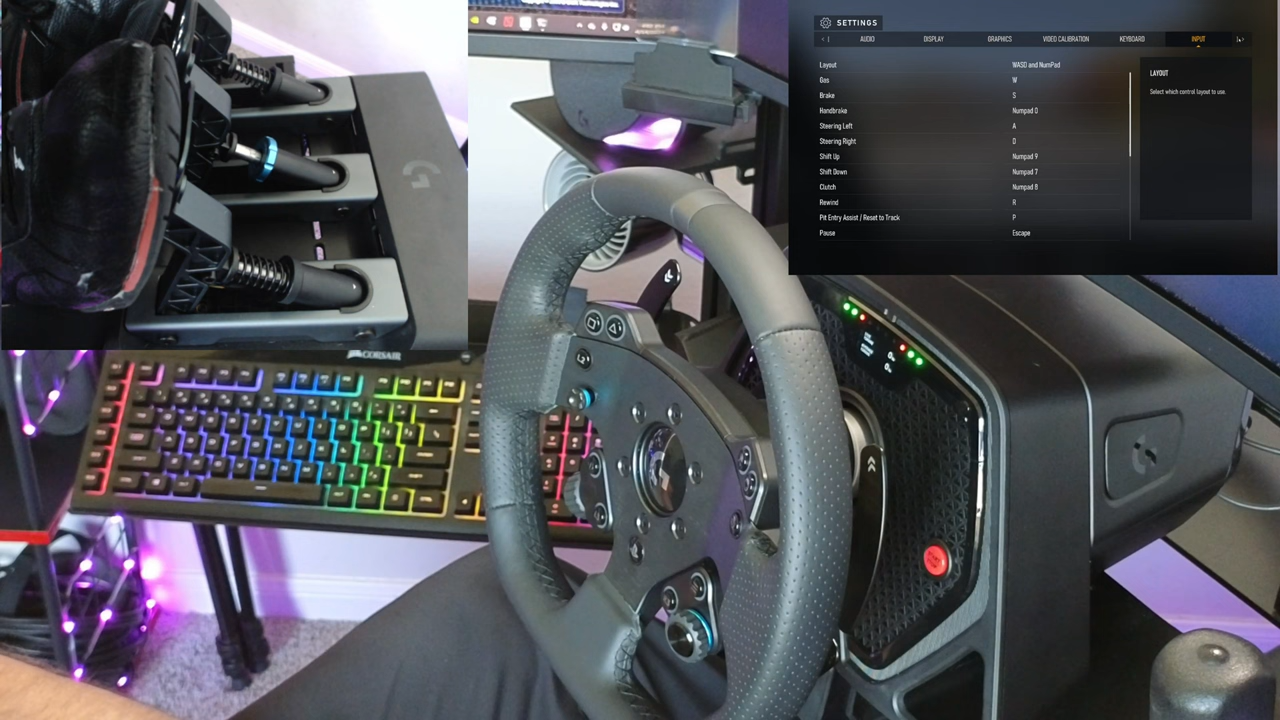 SETTINGS
AUDIO DISPLAY GRAPHICS VIDEO CALIBRATION KEYBOARD INPUT
Layout WASD and NumPad
Gas W
Brake S
Handbrake Numpad 0
Steering Left A
Steering Right D
Shift Up Numpad 9
Shift Down Numpad 7
Clutch Numpad 8
Rewind R
Pit Entry Assist / Reset to Track P
Pause Escape
LAYOUT
Select which control layout to use.
CORSAIR
L2